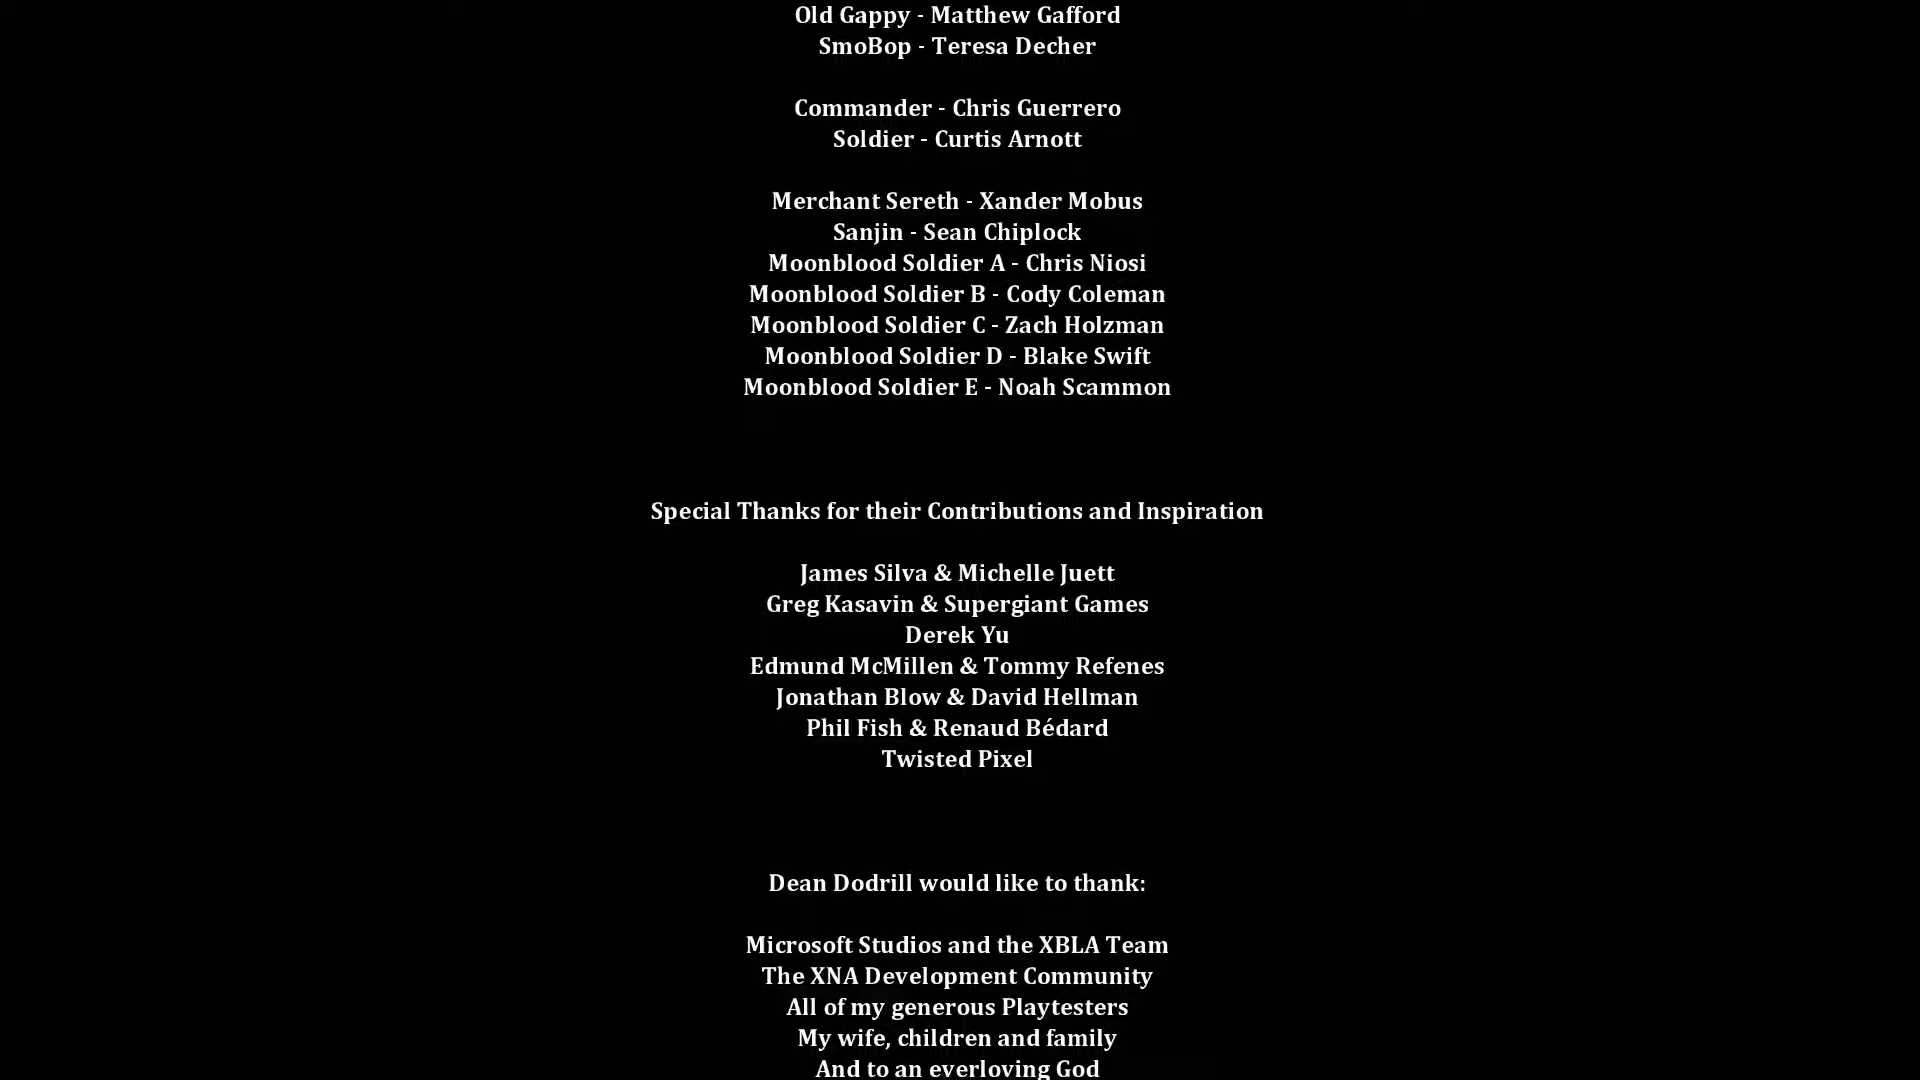 Old Gappy - Matthew Gafford
SmoBop - Teresa Decher
Commander - Chris Guerrero
Soldier - Curtis Arnott
Merchant Sereth - Xander Mobus
Sanjin - Sean Chiplock
Moonblood Soldier A - Chris Niosi
Moonblood Soldier B - Cody Coleman
Moonblood Soldier C - Zach Holzman
Moonblood Soldier D - Blake Swift
Moonblood Soldier E - Noah Scammon
Special Thanks for their Contributions and Inspiration
James Silva & Michelle Juett
Greg Kasavin & Supergiant Games
Derek Yu
Edmund McMillen & Tommy Refenes
Jonathan Blow & David Hellman
Phil Fish & Renaud Bédard
Twisted Pixel
Dean Dodrill would like to thank:
Microsoft Studios and the XBLA Team
The XNA Development Community
All of my generous Playtesters
My wife, children and family
And to an everloving God